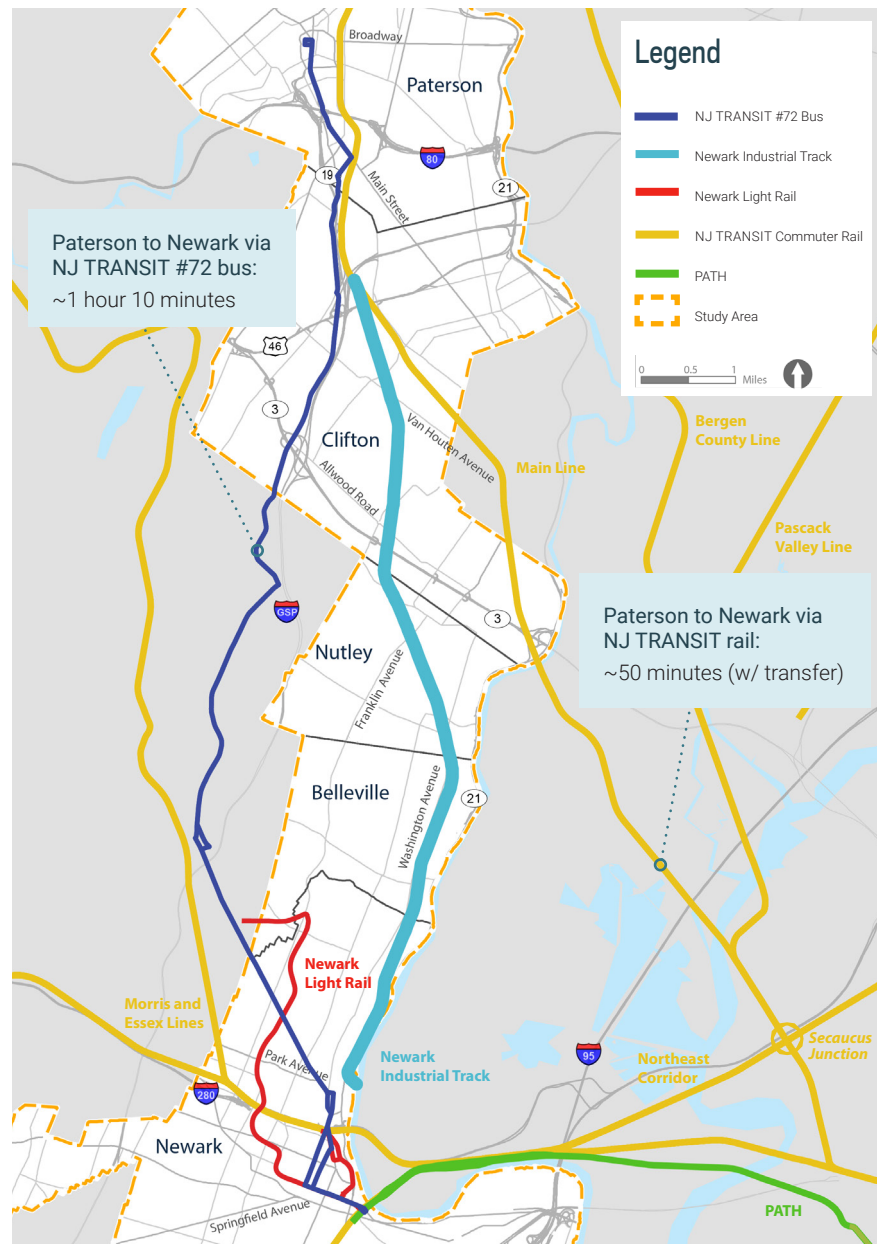 Legend
NJ TRANSIT #72 Bus
Newark Industrial Track
Newark Light Rail
NJ TRANSIT Commuter Rail
PATH
Study Area
0 0.5 1
Miles
Broadway
Paterson
80
19
21
Main Street
Paterson to Newark via
NJ TRANSIT #72 bus:
~1 hour 10 minutes
46
3
Clifton
Van Houten Avenue
Allwood Road
Main Line
Bergen
County Line
Pascack
Valley Line
GSP
3
Paterson to Newark via
NJ TRANSIT rail:
~50 minutes (w/ transfer)
Nutley
Franklin Avenue
Belleville
Washington Avenue
21
Newark
Light Rail
Morris and
Essex Lines
Park Avenue
Newark
Industrial Track
95
Northeast
Corridor
Secaucus
Junction
280
Newark
Springfield Avenue
PATH